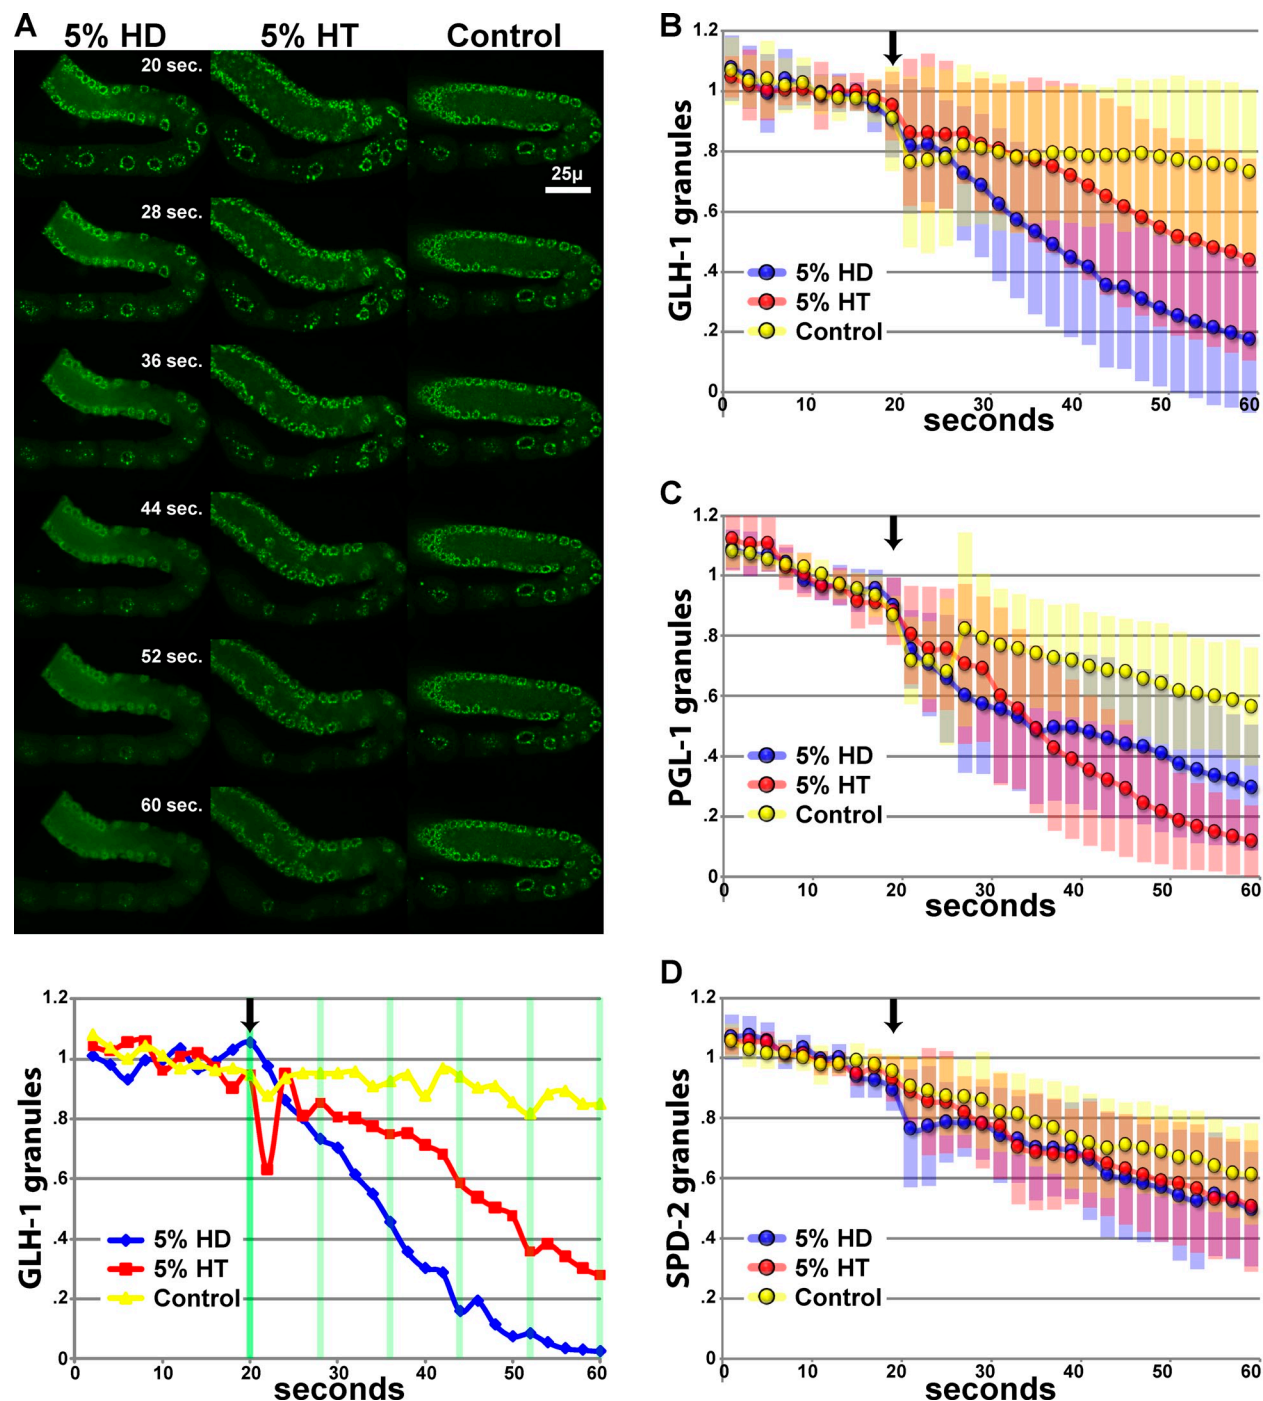 A
5% HD
5% HT
Control
20 sec.
25µ
28 sec.
36 sec.
44 sec.
52 sec.
60 sec.
GLH-1 granules
1.2
1
.8
.6
.4
.2
0
5% HD
5% HT
Control
0 10 20 30 40 50 60
seconds
B
GLH-1 granules
1.2
1
.8
.6
.4
.2
0
5% HD
5% HT
Control
0 10 20 30 40 50 60
seconds
C
PGL-1 granules
1.2
1
.8
.6
.4
.2
0
5% HD
5% HT
Control
0 10 20 30 40 50 60
seconds
D
SPD-2 granules
1.2
1
.8
.6
.4
.2
0
5% HD
5% HT
Control
0 10 20 30 40 50 60
seconds